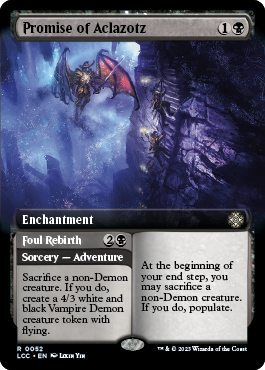 Promise of Aclazotz 1
Enchantment
Foul Rebirth 2
Sorcery — Adventure
Sacrifice a non-Demon
creature. If you do,
create a 4/3 white and
black Vampire Demon
creature token with
flying.
At the beginning of
your end step, you
may sacrifice a
non-Demon creature.
If you do, populate.
R 0052
LCC • EN Lixin Yin
™ & © 2023 Wizards of the Coast